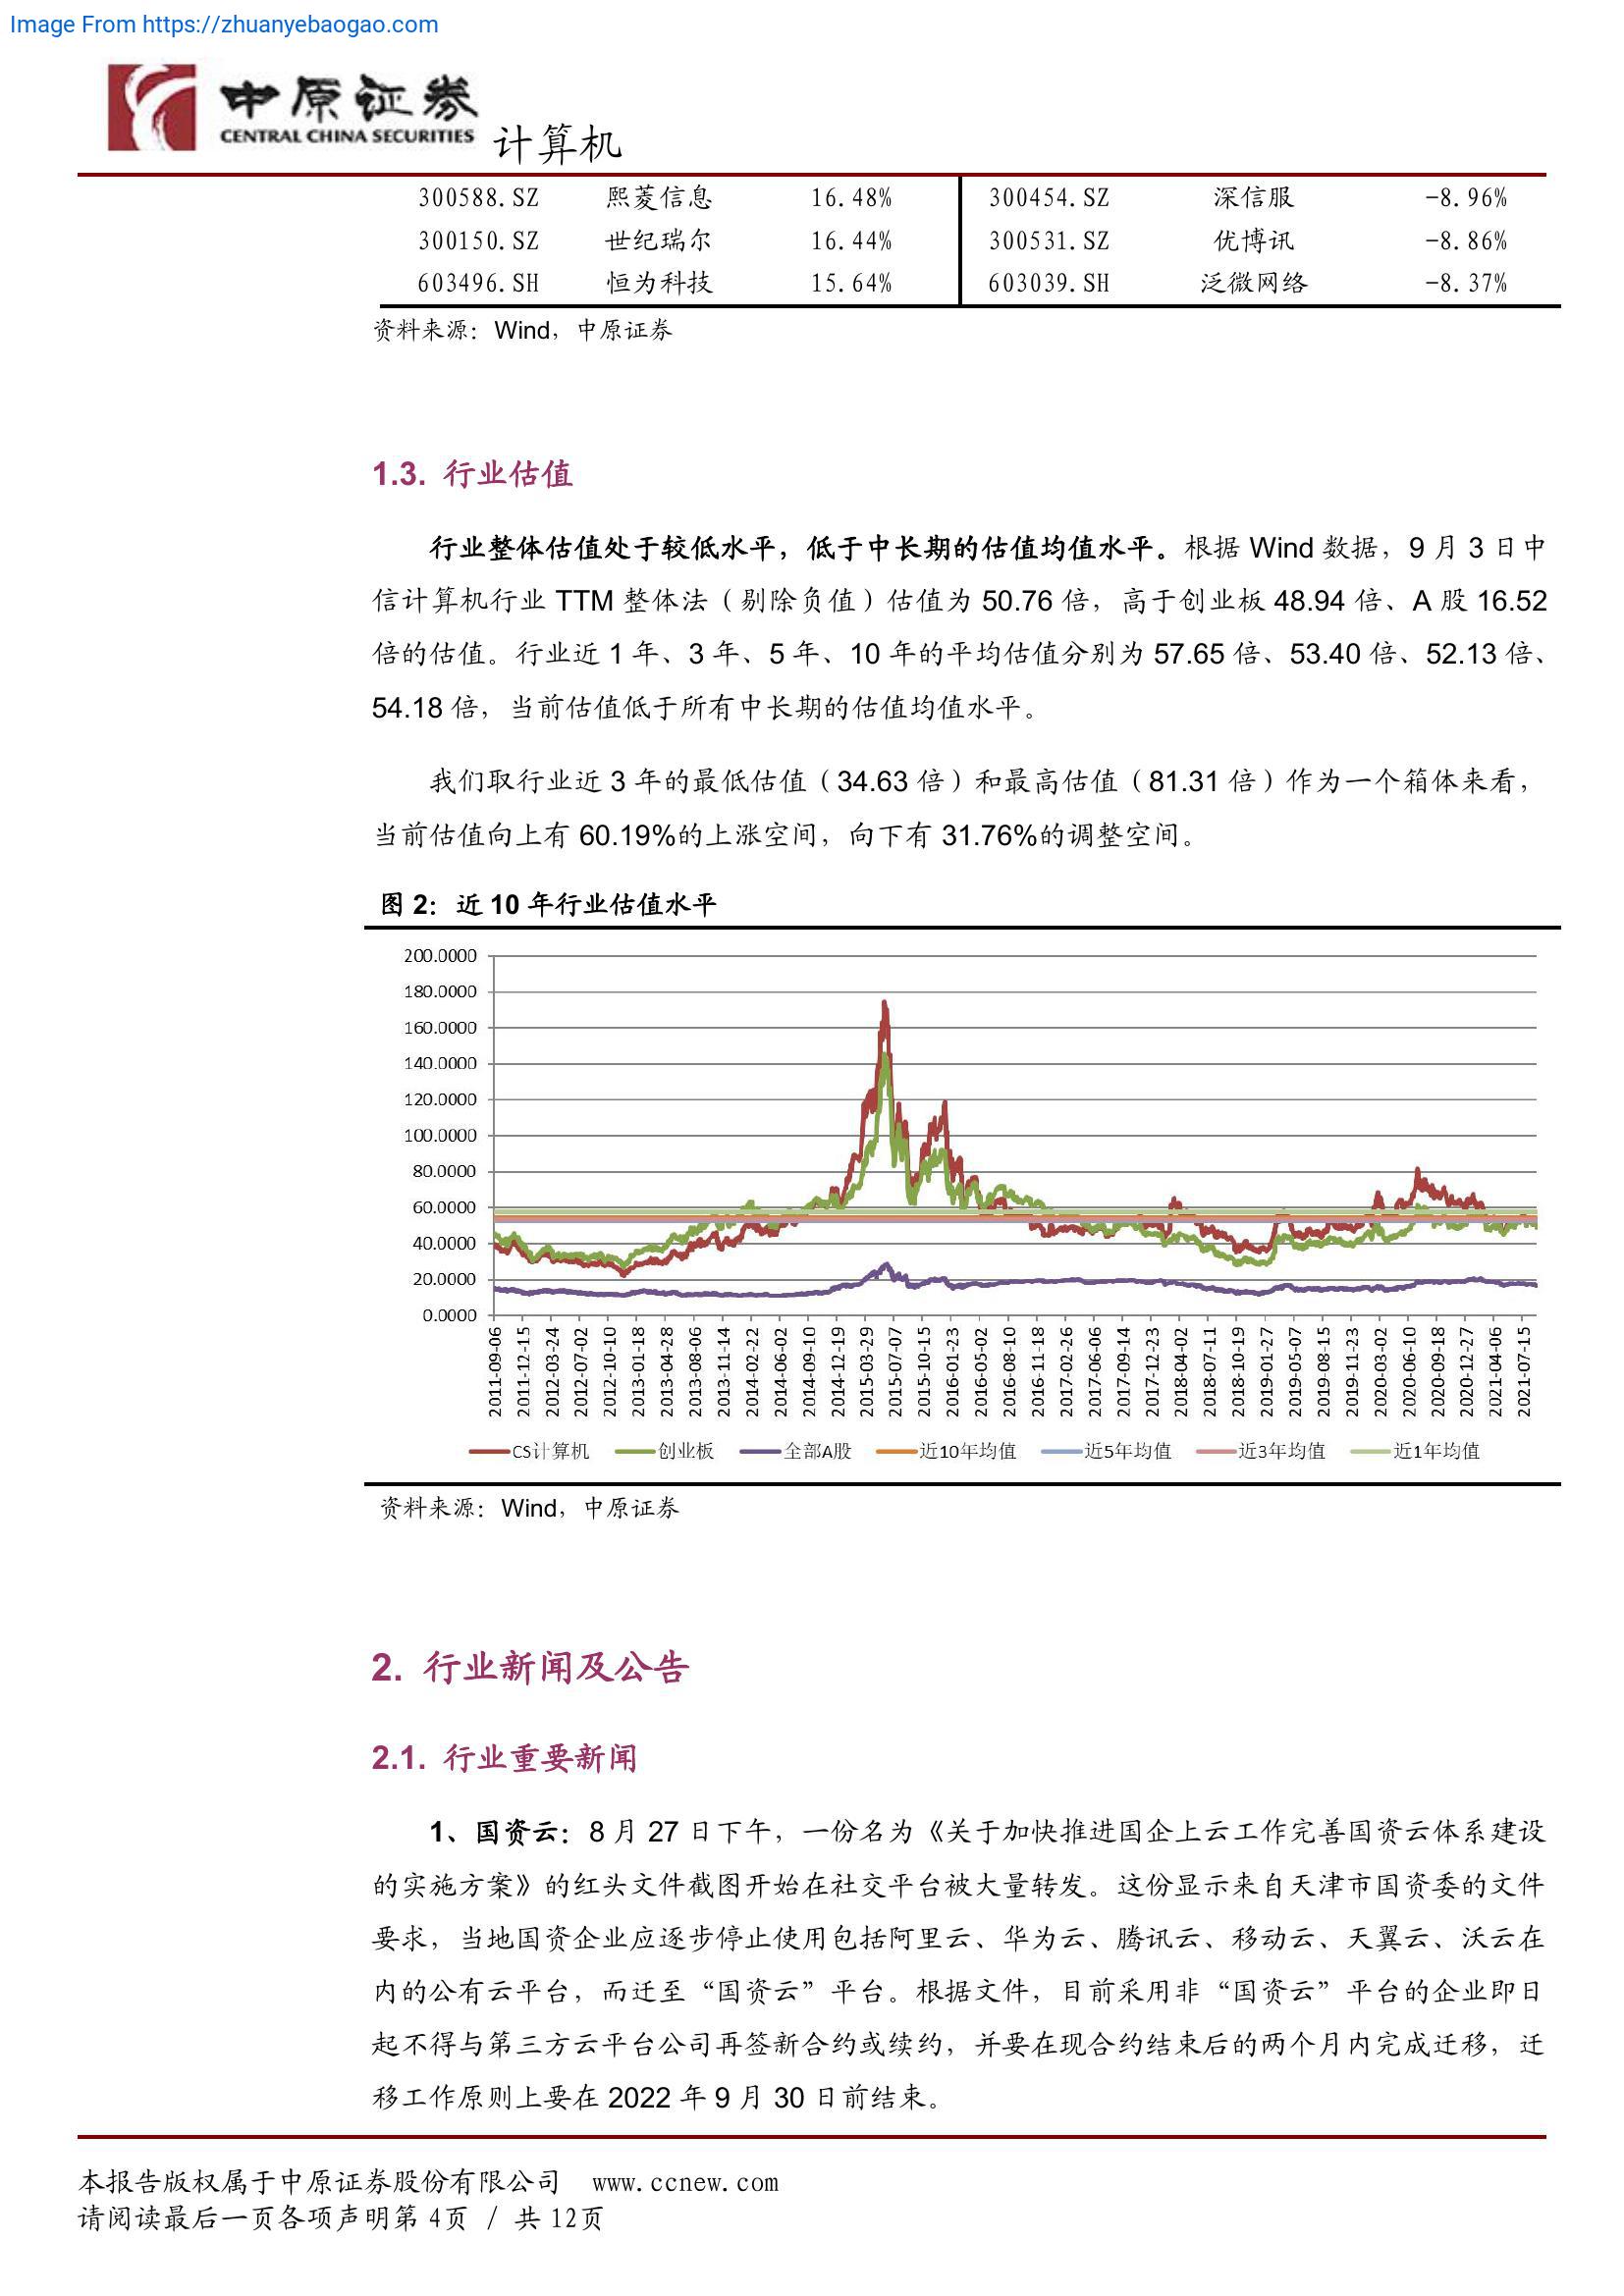 Image From https://zhuanyebaogao.com
中原证券
CENTRAL CHINA SECURITIES
计算机
300588.SZ 熙菱信息 16.48% 300454.SZ 深信服 -8.96%
300150.SZ 世纪瑞尔 16.44% 300531.SZ 优博讯 -8.86%
603496.SH 恒为科技 15.64% 603039.SH 泛微网络 -8.37%
资料来源：Wind，中原证券
1.3. 行业估值
行业整体估值处于较低水平，低于中长期的估值均值水平。根据 Wind 数据，9 月 3 日中
信计算机行业 TTM 整体法（剔除负值）估值为 50.76 倍，高于创业板 48.94 倍、A 股 16.52
倍的估值。行业近 1 年、3 年、5 年、10 年的平均估值分别为 57.65 倍、53.40 倍、52.13 倍、
54.18 倍，当前估值低于所有中长期的估值均值水平。
我们取行业近 3 年的最低估值（34.63 倍）和最高估值（81.31 倍）作为一个箱体来看，
当前估值向上有 60.19%的上涨空间，向下有 31.76%的调整空间。
图 2：近 10 年行业估值水平
200.0000
180.0000
160.0000
140.0000
120.0000
100.0000
80.0000
60.0000
40.0000
20.0000
0.0000
2011-09-06
2011-12-15
2012-03-24
2012-07-02
2012-10-10
2013-01-18
2013-04-28
2013-08-06
2013-11-14
2014-02-22
2014-06-02
2014-09-10
2014-12-19
2015-03-29
2015-07-07
2015-10-15
2016-01-23
2016-05-02
2016-08-10
2016-11-18
2017-02-26
2017-06-06
2017-09-14
2017-12-23
2018-04-02
2018-07-11
2018-10-19
2019-01-27
2019-05-07
2019-08-15
2019-11-23
2020-03-02
2020-06-10
2020-09-18
2020-12-27
2021-04-06
2021-07-15
CS计算机 创业板 全部A股 近10年均值 近5年均值 近3年均值 近1年均值
资料来源：Wind，中原证券
2. 行业新闻及公告
2.1. 行业重要新闻
1、国资云：8 月 27 日下午，一份名为《关于加快推进国企上云工作完善国资云体系建设
的实施方案》的红头文件截图开始在社交平台被大量转发。这份显示来自天津市国资委的文件
要求，当地国资企业应逐步停止使用包括阿里云、华为云、腾讯云、移动云、天翼云、沃云在
内的公有云平台，而迁至“国资云”平台。根据文件，目前采用非“国资云”平台的企业即日
起不得与第三方云平台公司再签新合约或续约，并要在现合约结束后的两个月内完成迁移，迁
移工作原则上要在 2022 年 9 月 30 日前结束。
本报告版权属于中原证券股份有限公司 www.ccnew.com
请阅读最后一页各项声明第 4页 / 共 12页